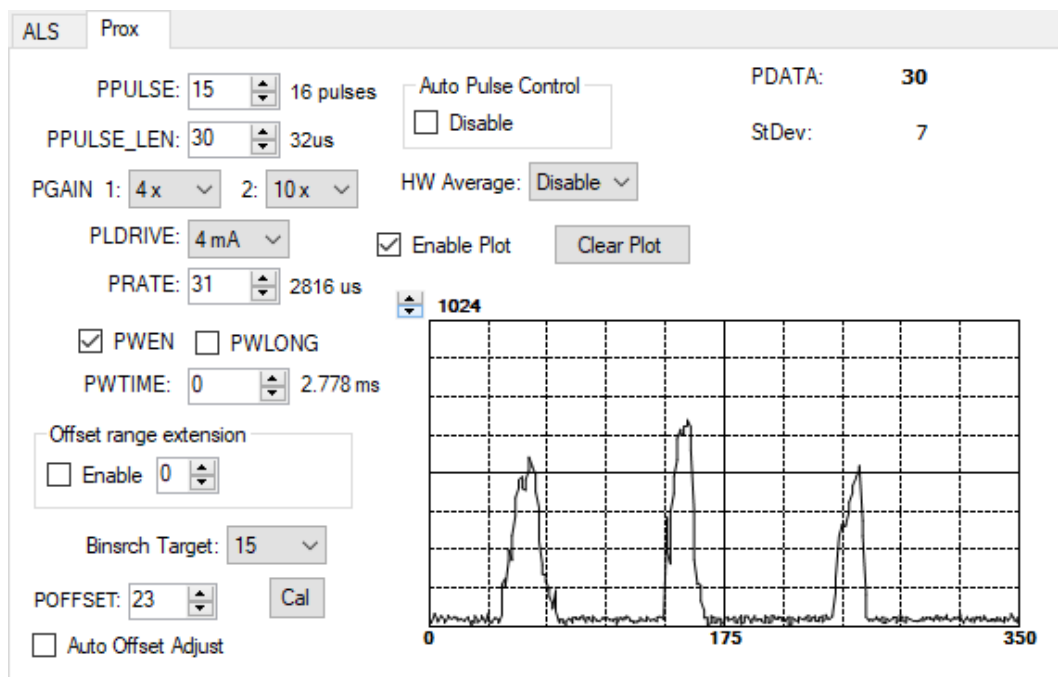 ALS Prox
PPULSE: 15 16 pulses
PPULSE_LEN: 30 32us
PGAIN 1: 4 x 2: 10 x
PLDRIVE: 4 mA
PRATE: 31 2816 us
PWEN PWLONG
PWTIME: 0 2.778 ms
Offset range extension
Enable 0
Binsrch Target: 15
POFFSET: 23 Cal
Auto Offset Adjust
Auto Pulse Control
Disable
HW Average: Disable
Enable Plot Clear Plot
PDATA: 30
StDev: 7
1024
0 175 350